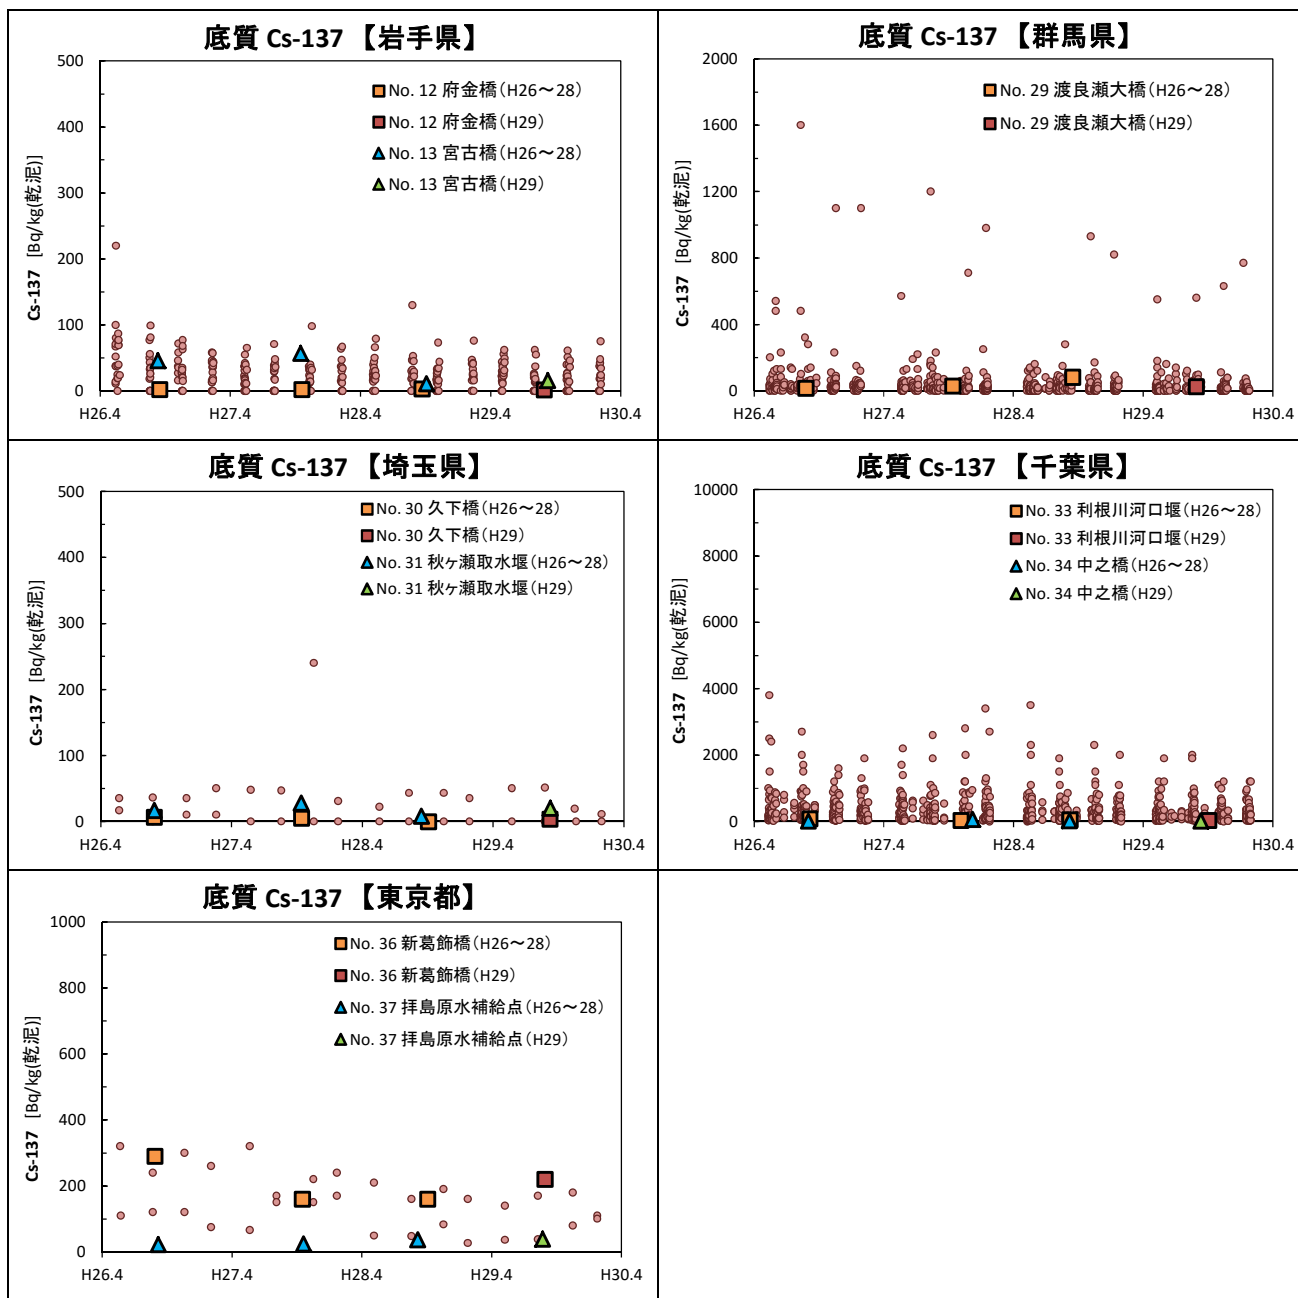 底質 Cs-137 【岩手県】
500
400
300
200
100
0
Cs-137 [Bq/kg(乾泥)]
No. 12 府金橋(H26～28)
No. 12 府金橋(H29)
No. 13 宮古橋(H26～28)
No. 13 宮古橋(H29)
H26.4 H27.4 H28.4 H29.4 H30.4
底質 Cs-137 【群馬県】
2000
1600
1200
800
400
0
Cs-137 [Bq/kg(乾泥)]
No. 29 渡良瀬大橋(H26～28)
No. 29 渡良瀬大橋(H29)
H26.4 H27.4 H28.4 H29.4 H30.4
底質 Cs-137 【埼玉県】
500
400
300
200
100
0
Cs-137 [Bq/kg(乾泥)]
No. 30 久下橋(H26～28)
No. 30 久下橋(H29)
No. 31 秋ヶ瀬取水堰(H26～28)
No. 31 秋ヶ瀬取水堰(H29)
H26.4 H27.4 H28.4 H29.4 H30.4
底質 Cs-137 【千葉県】
10000
8000
6000
4000
2000
0
Cs-137 [Bq/kg(乾泥)]
No. 33 利根川河口堰(H26～28)
No. 33 利根川河口堰(H29)
No. 34 中之橋(H26～28)
No. 34 中之橋(H29)
H26.4 H27.4 H28.4 H29.4 H30.4
底質 Cs-137 【東京都】
1000
800
600
400
200
0
Cs-137 [Bq/kg(乾泥)]
No. 36 新葛飾橋(H26～28)
No. 36 新葛飾橋(H29)
No. 37 拝島原水補給点(H26～28)
No. 37 拝島原水補給点(H29)
H26.4 H27.4 H28.4 H29.4 H30.4